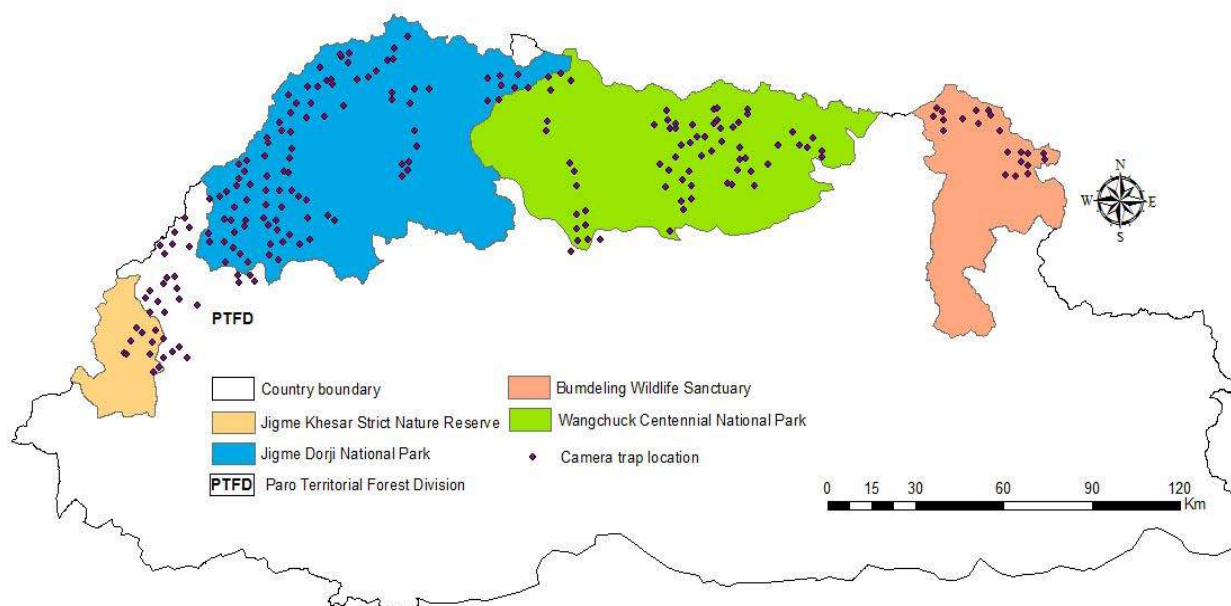 N
W E
S
PTFD
Country boundary
Jigme Khesar Strict Nature Reserve
Jigme Dorji National Park
PTFD Paro Territorial Forest Division
Bumdeling Wildlife Sanctuary
Wangchuck Centennial National Park
Camera trap location
0 15 30 60 90 120
Km